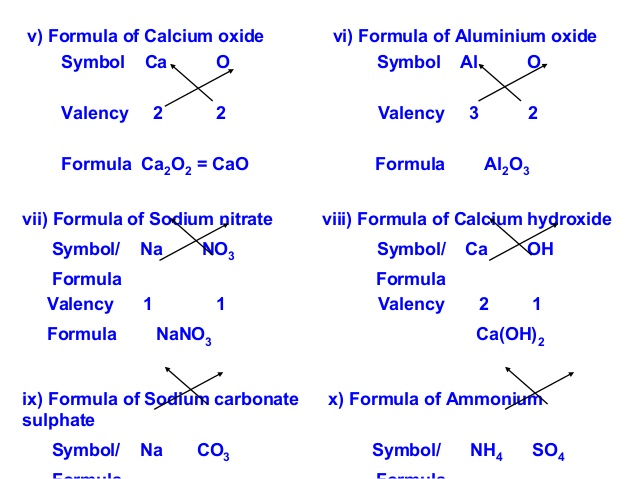 v) Formula of Calcium oxide
Symbol Ca O
Valency 2 2
Formula Ca₂O₂ = CaO
vi) Formula of Aluminium oxide
Symbol Al O
Valency 3 2
Formula Al₂O₃
vii) Formula of Sodium nitrate
Symbol/ Na NO₃
Formula
Valency 1 1
Formula NaNO₃
viii) Formula of Calcium hydroxide
Symbol/ Ca OH
Formula
Valency 2 1
Ca(OH)₂
ix) Formula of Sodium carbonate
sulphate
Symbol/ Na CO₃
Formula
x) Formula of Ammonium
Symbol/ NH₄ SO₄
Formula